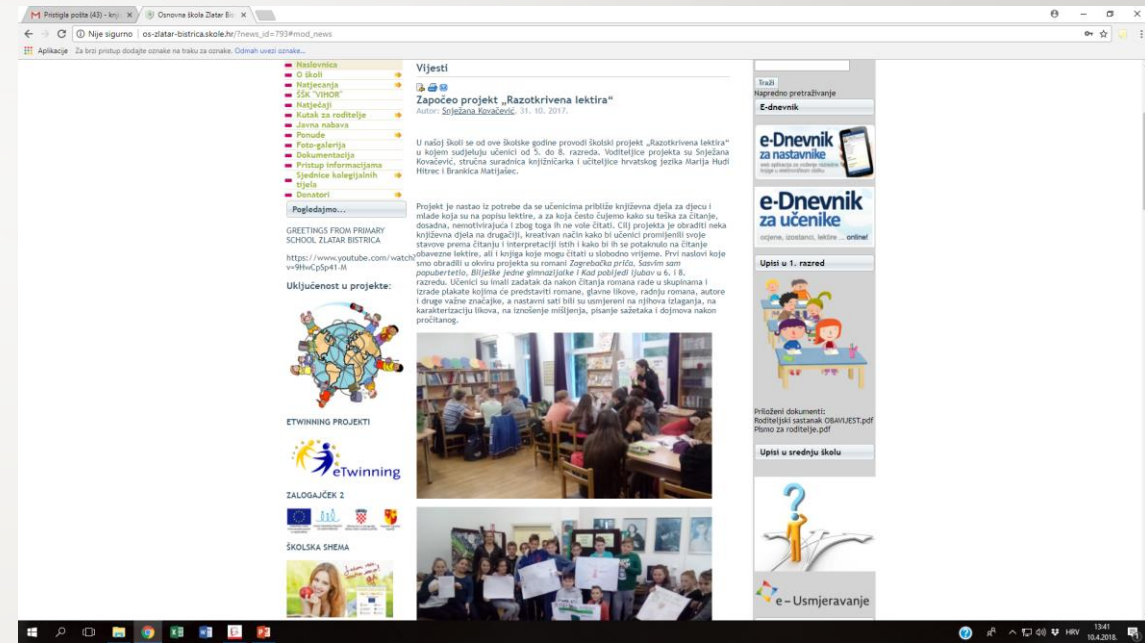 Pristigla pošta (43) - knji
Osnovna škola Zlatar Bis
Nije sigurno | os-zlatar-bistrica.skole.hr/?news_id=793#mod_news
Aplikacije Za brzi pristup dodajte oznake na traku za oznake. Odmah uvezi oznake...
Naslovnica
O školi
Natjecanja
ŠŠK "VIHOR"
Natječaji
Kutak za roditelje
Javna nabava
Ponude
Foto-galerija
Dokumentacija
Pristup informacijama
Sjednice kolegijalnih
tijela
Donatori
Pogledajmo...
GREETINGS FROM PRIMARY
SCHOOL ZLATAR BISTRICA
https://www.youtube.com/watch?
v=9HwCpSp41-M
Uključenost u projekte:
ETWINNING PROJEKTI
eTwinning
ZALOGAJČEK 2
ŠKOLSKA SHEMA
Vijesti
Započeo projekt „Razotkrivena lektira“
Autor: Snježana Kovačević, 31. 10. 2017.
U našoj školi se od ove školske godine provodi školski projekt „Razotkrivena lektira“
u kojem sudjeluju učenici od 5. do 8. razreda. Voditeljice projekta su Snježana
Kovačević, stručna suradnica knjižničarka i učiteljice hrvatskog jezika Marija Hudi
Hitrec i Brankica Matijašec.
Projekt je nastao iz potrebe da se učenicima približe književna djela za djecu i
mlade koja su na popisu lektire, a za koja često čujemo kako su teška za čitanje,
dosadna, nemotivirajuća i zbog toga ih ne vole čitati. Cilj projekta je obraditi neka
književna djela na drugačiji, kreativan način kako bi učenici promijenili svoje
stavove prema čitanju i interpretaciji istih i kako bi ih se potaknulo na čitanje
obavezne lektire, ali i knjiga koje mogu čitati u slobodno vrijeme. Prvi naslovi koje
smo obradili u okviru projekta su romani Zagrebačka priča, Sasvim sam
popubertetio, Bilješke jedne gimnazijalke i Kad pobijedi ljubav u 6. i 8.
razredu. Učenici su imali zadatak da nakon čitanja romana rade u skupinama i
izrade plakate kojima će predstaviti romane, glavne likove, radnju romana, autore
i druge važne značajke, a nastavni sati bili su usmjereni na njihova izlaganja, na
karakterizaciju likova, na iznošenje mišljenja, pisanje sažetaka i dojmova nakon
pročitanog.
Traži
Napredno pretraživanje
E-dnevnik
e-Dnevnik
za nastavnike
e-Dnevnik
za učenike
ocjene, izostanci, lektire ... online!
Upisi u 1. razred
Priloženi dokumenti:
Roditeljski sastanak OBAVIJEST.pdf
Pismo za roditelje.pdf
Upisi u srednju školu
e - Usmjeravanje
HRV
13:41
10.4.2018.